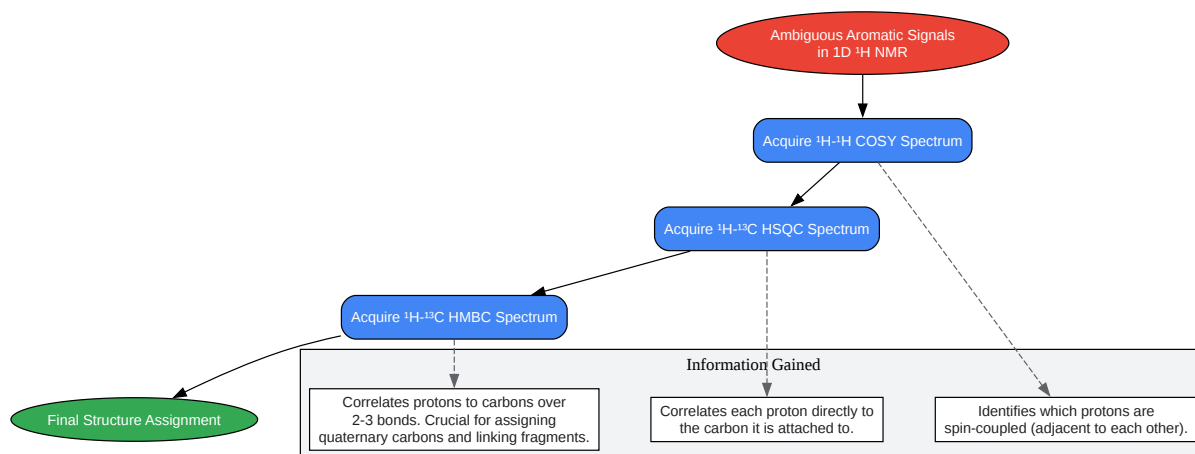 Ambiguous Aromatic Signals
in 1D ¹H NMR
Acquire ¹H-¹H COSY Spectrum
Acquire ¹H-¹³C HSQC Spectrum
Acquire ¹H-¹³C HMBC Spectrum
Information Gained
Final Structure Assignment
Correlates protons to carbons over
2-3 bonds. Crucial for assigning
quaternary carbons and linking fragments.
Correlates each proton directly to
the carbon it is attached to.
Identifies which protons are
spin-coupled (adjacent to each other).